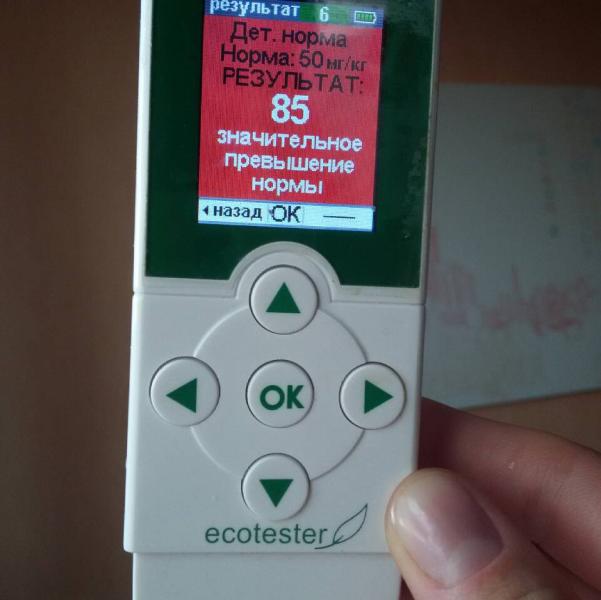 результат 6
Дет. норма
Норма: 50 мг/кг
РЕЗУЛЬТАТ:
85
значительное
превышение
нормы
назад OK
OK
ecotester